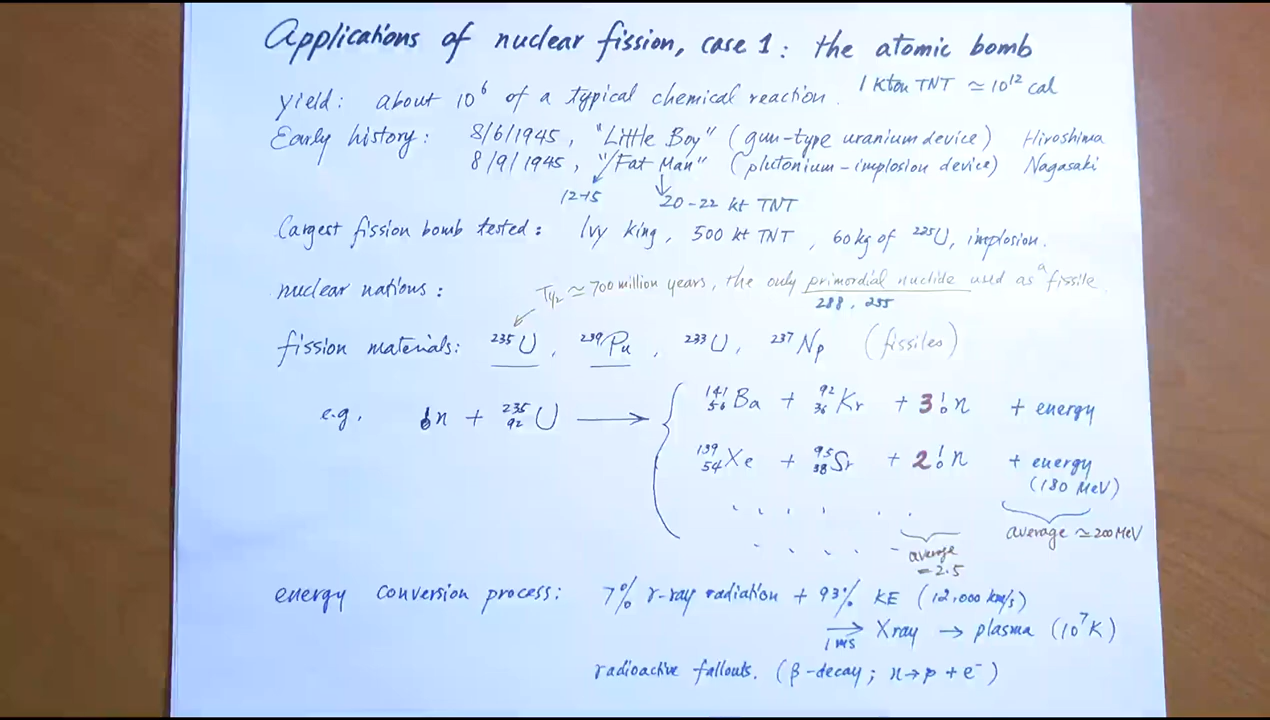 Applications of nuclear fission, case 1: the atomic bomb
yield: about 10⁶ of a typical chemical reaction. 1 kton TNT ≃ 10¹² cal
Early history: 8/6/1945, "Little Boy" (gun-type uranium device) Hiroshima
8/9/1945, "Fat Man" (plutonium-implosion device) Nagasaki
12-15 20-22 kt TNT
Largest fission bomb tested: Ivy king, 500 kt TNT, 60 kg of ²²⁵U, implosion.
nuclear nations: T½ ≃ 700 million years, the only primordial nuclide used as a fissile
288, 255
fission materials: ²³⁵U, ²³⁹Pu, ²³³U, ²³⁷Np (fissiles)
e.g. ¹₀n + ²³⁵₉₂U ⟶ { ¹⁴¹₅₆Ba + ⁹²₃₆Kr + 3 ¹₀n + energy
¹³⁹₅₄Xe + ⁹⁵₃₈Sr + 2 ¹₀n + energy
(180 MeV)
average ≃ 200 MeV
average
= 2.5
energy conversion process: 7% γ-ray radiation + 93% KE (12,000 km/s)
⟶ 1 ms Xray → plasma (10⁷K)
radioactive fallouts. (β-decay; n→p + e⁻)